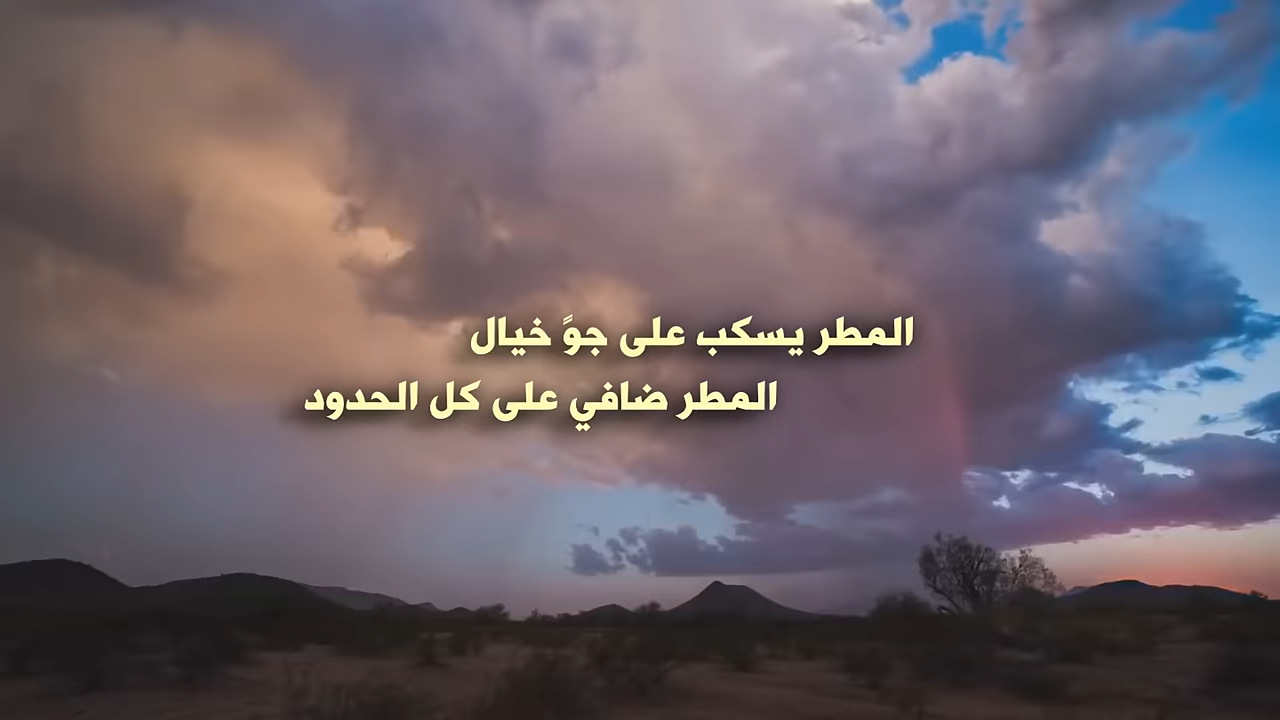 المطر يسكب على جوً خيال
المطر ضافي على كل الحدود